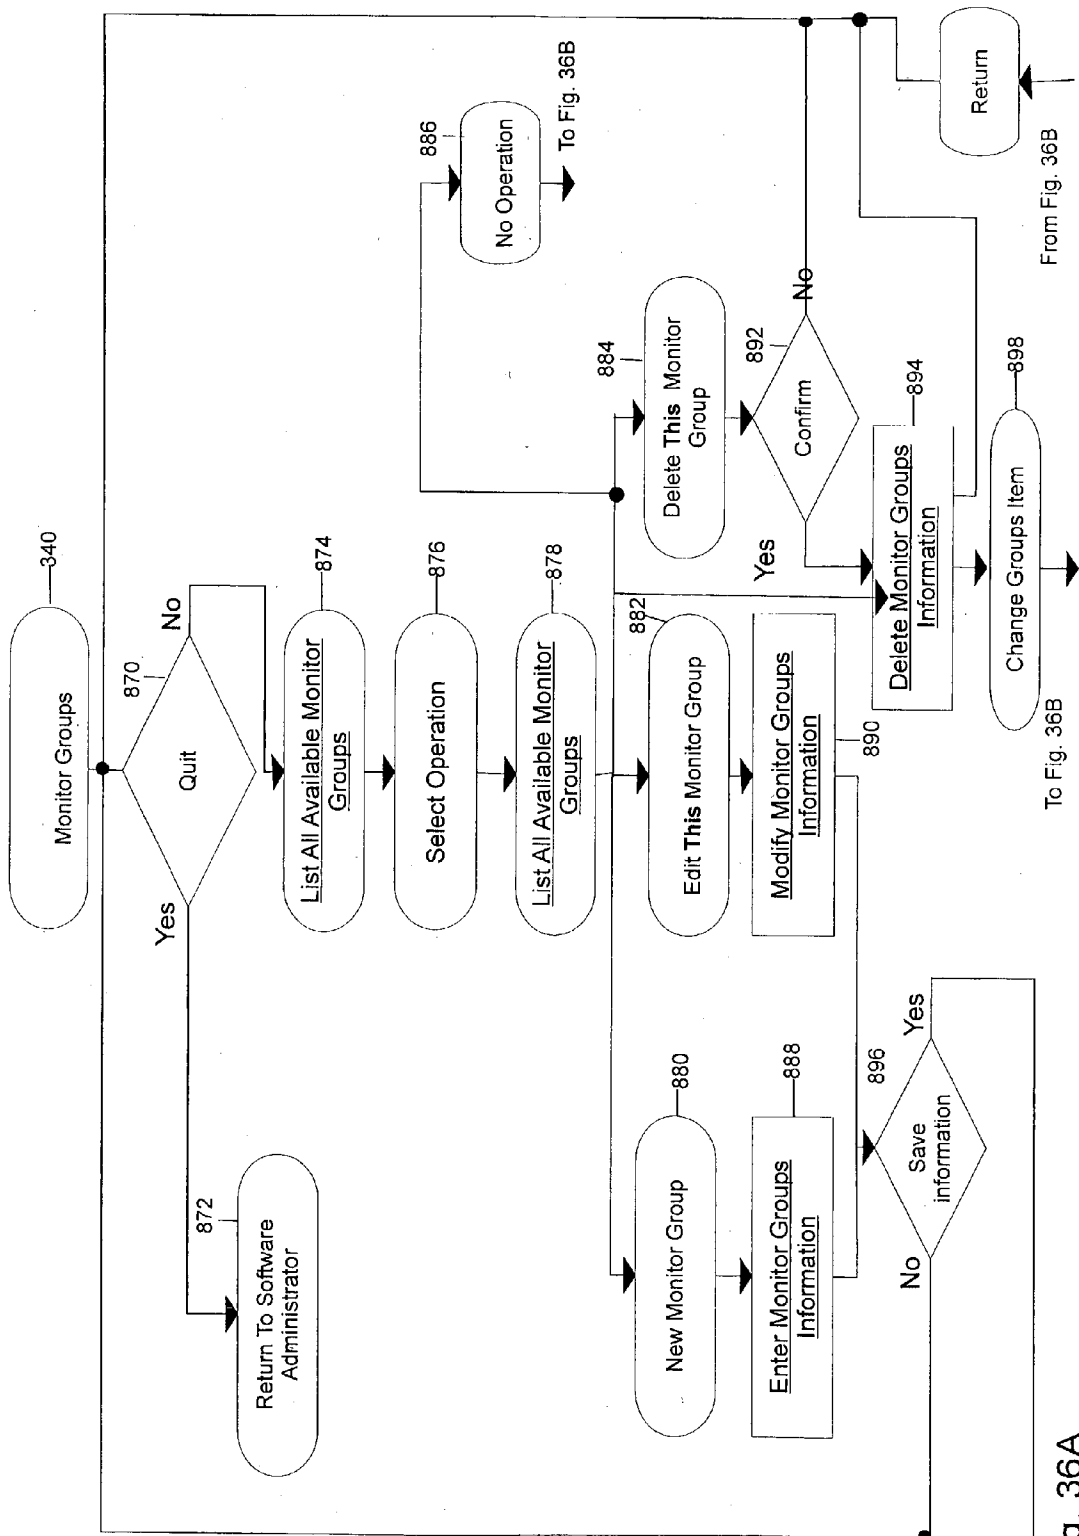 Monitor Groups
340
870
Quit
Yes
No
872
Return To Software
Administrator
874
List All Available Monitor
Groups
876
Select Operation
878
List All Available Monitor
Groups
886
No Operation
To Fig. 36B
880
New Monitor Group
882
Edit This Monitor Group
884
Delete This Monitor
Group
888
Enter Monitor Groups
Information
890
Modify Monitor Groups
Information
892
Confirm
Yes
No
894
Delete Monitor Groups
Information
896
Save
information
No
Yes
898
Change Groups Item
To Fig. 36B
Return
From Fig. 36B
36A